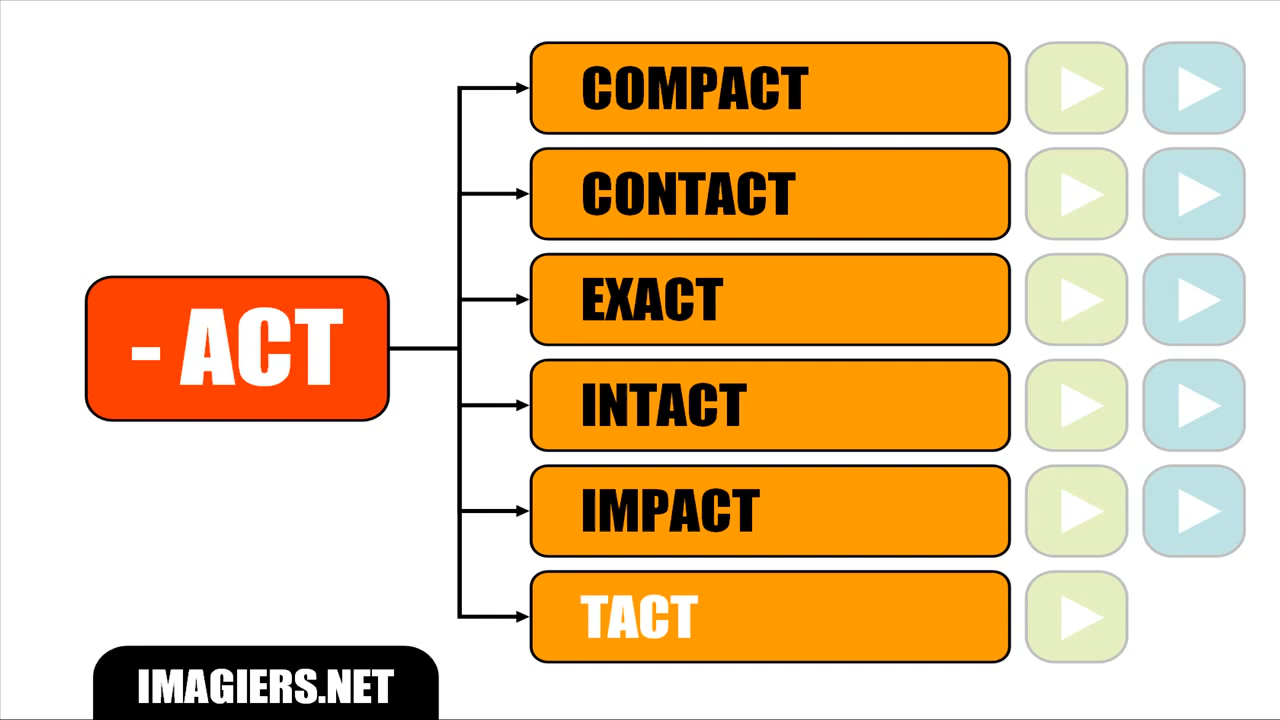 COMPACT
CONTACT
EXACT
- ACT
INTACT
IMPACT
TACT
IMAGIERS.NET